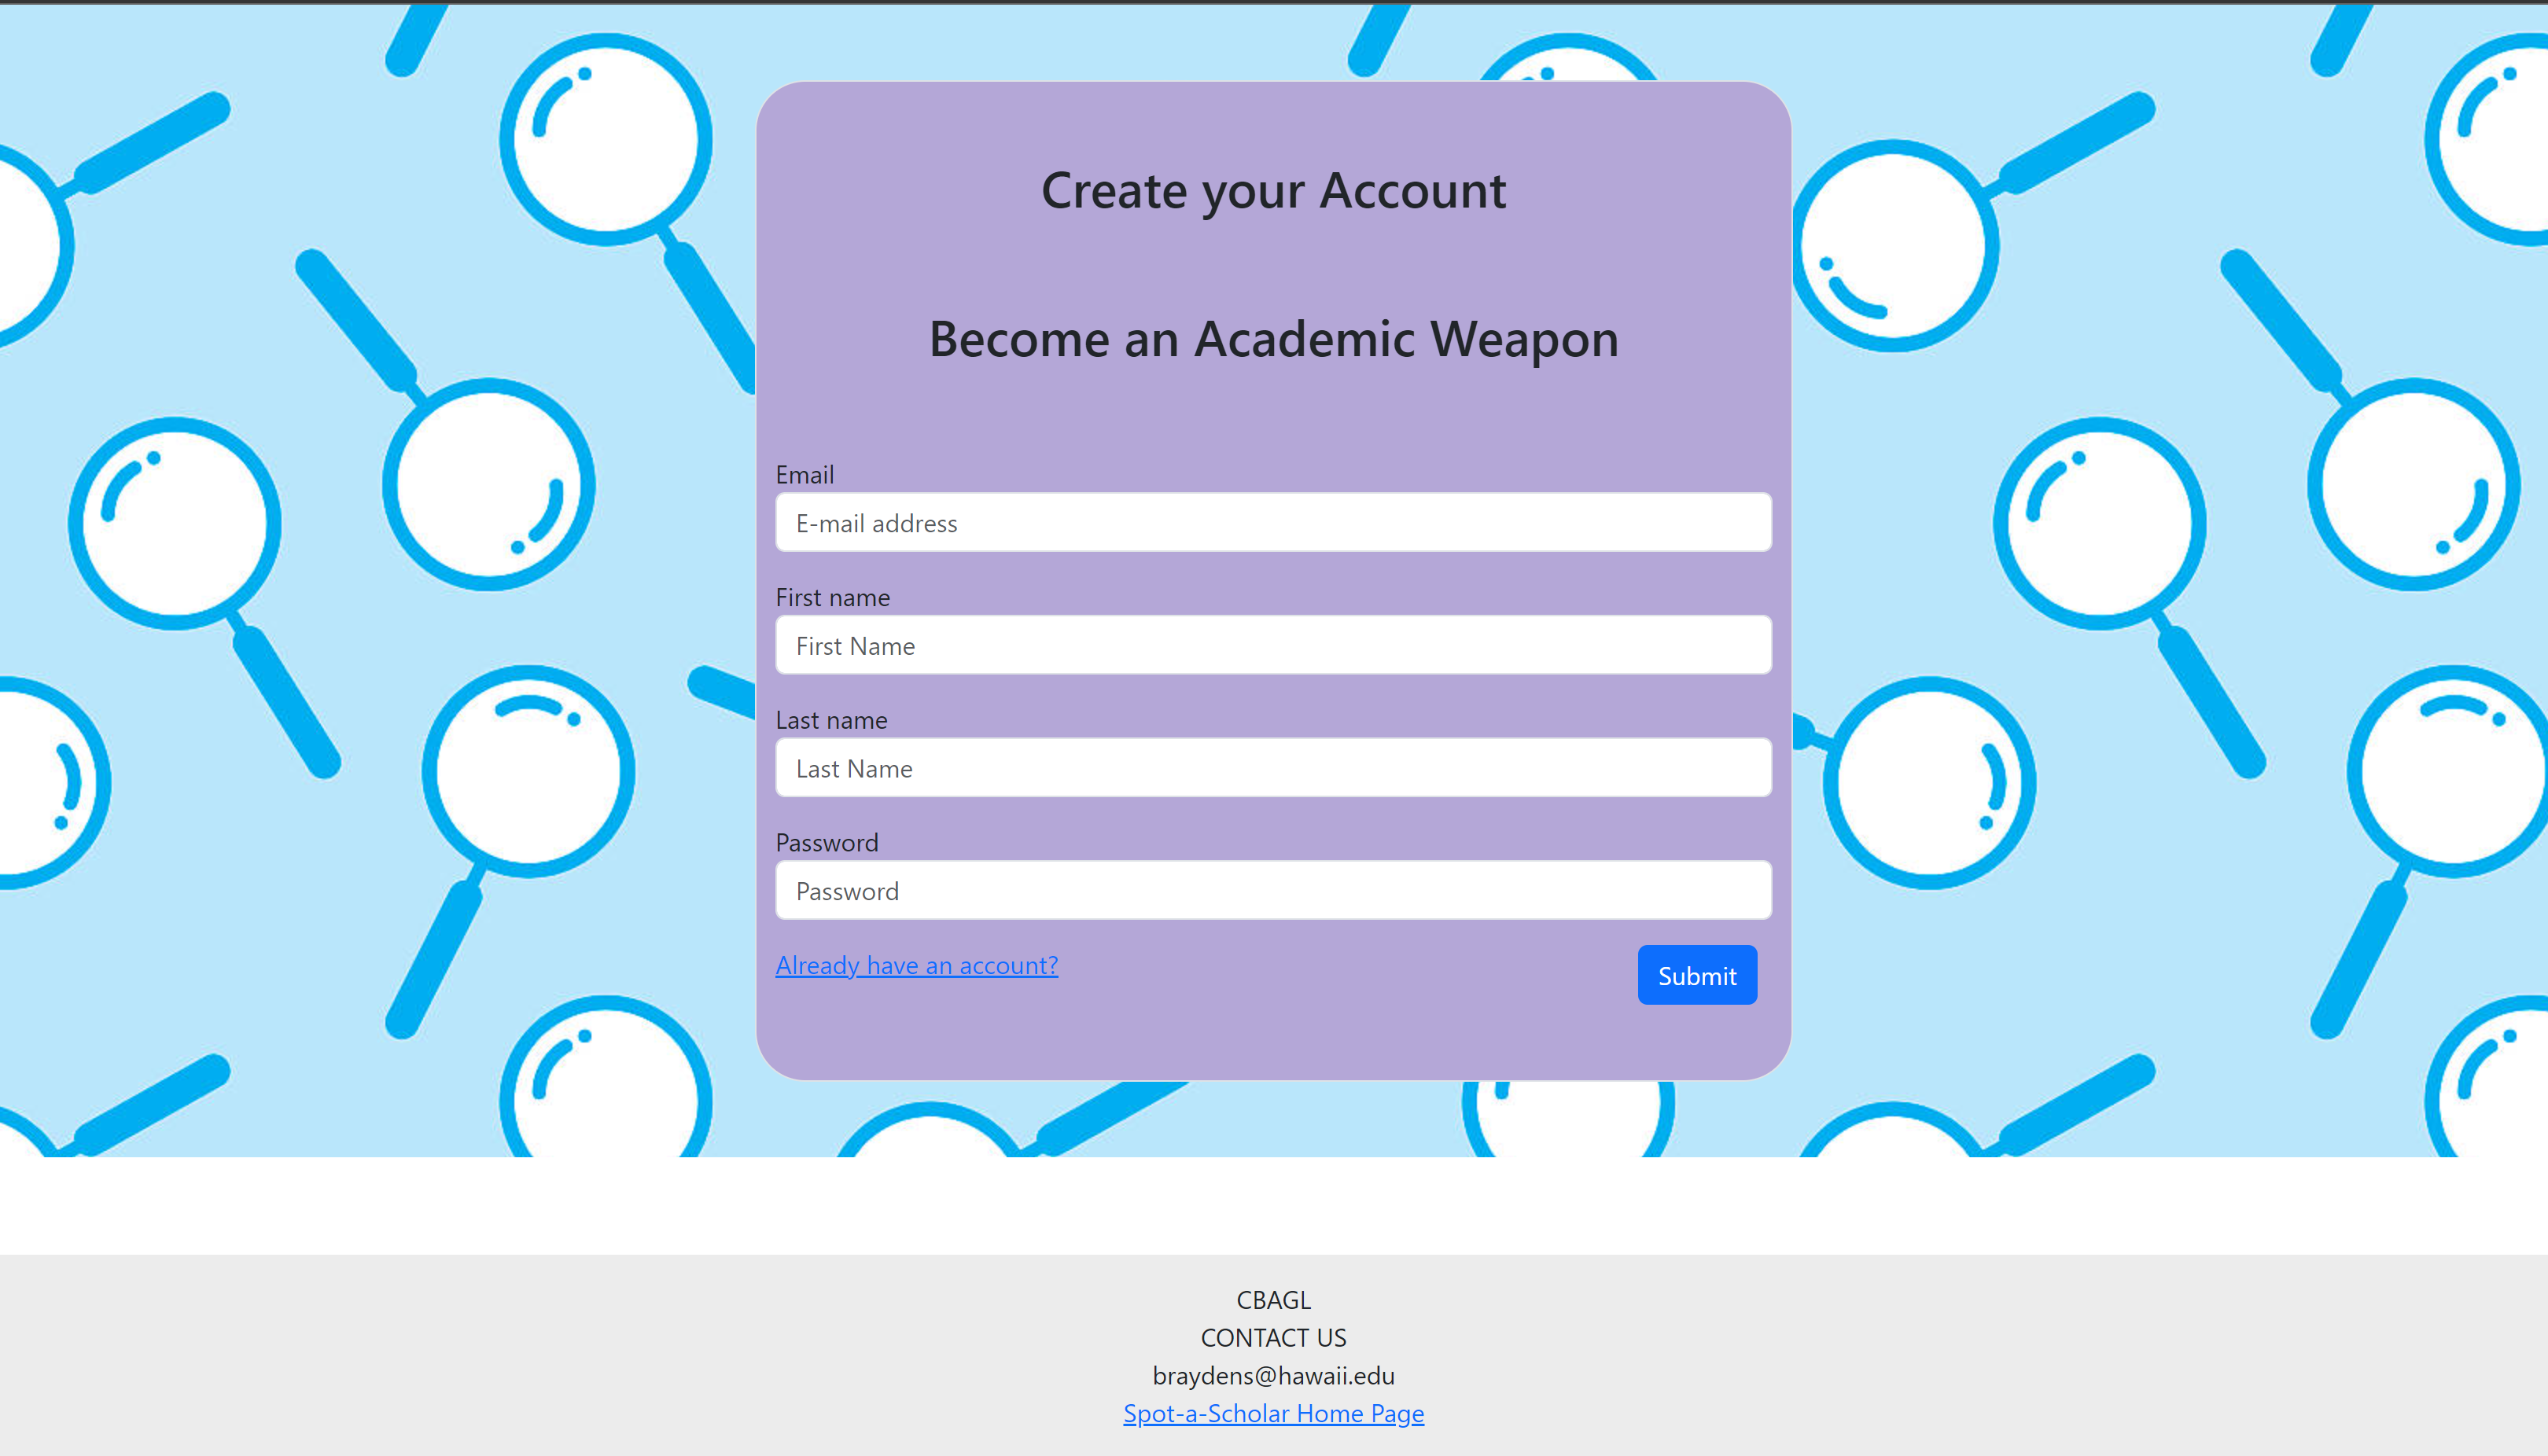 Create your Account
Become an Academic Weapon
Email
E-mail address
First name
First Name
Last name
Last Name
Password
Password
Already have an account?
Submit
CBAGL
CONTACT US
braydens@hawaii.edu
Spot-a-Scholar Home Page